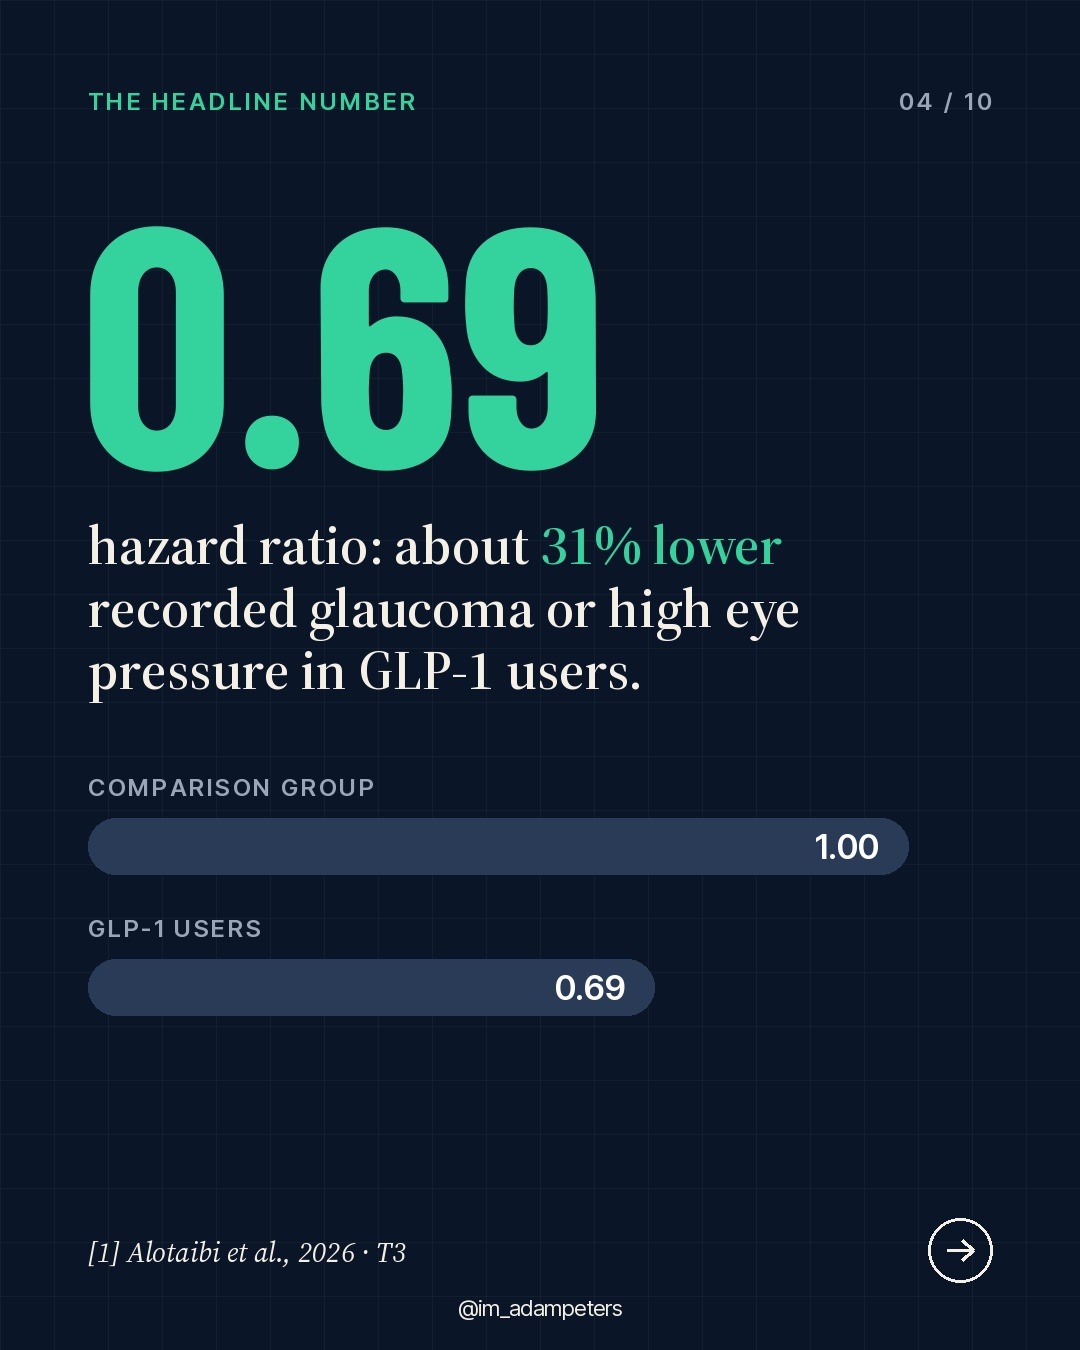 THE HEADLINE NUMBER
04 / 10
0.69
hazard ratio: about 31% lower
recorded glaucoma or high eye
pressure in GLP-1 users.
COMPARISON GROUP
1.00
GLP-1 USERS
0.69
[1] Alotaibi et al., 2026 · T3
@im_adampeters